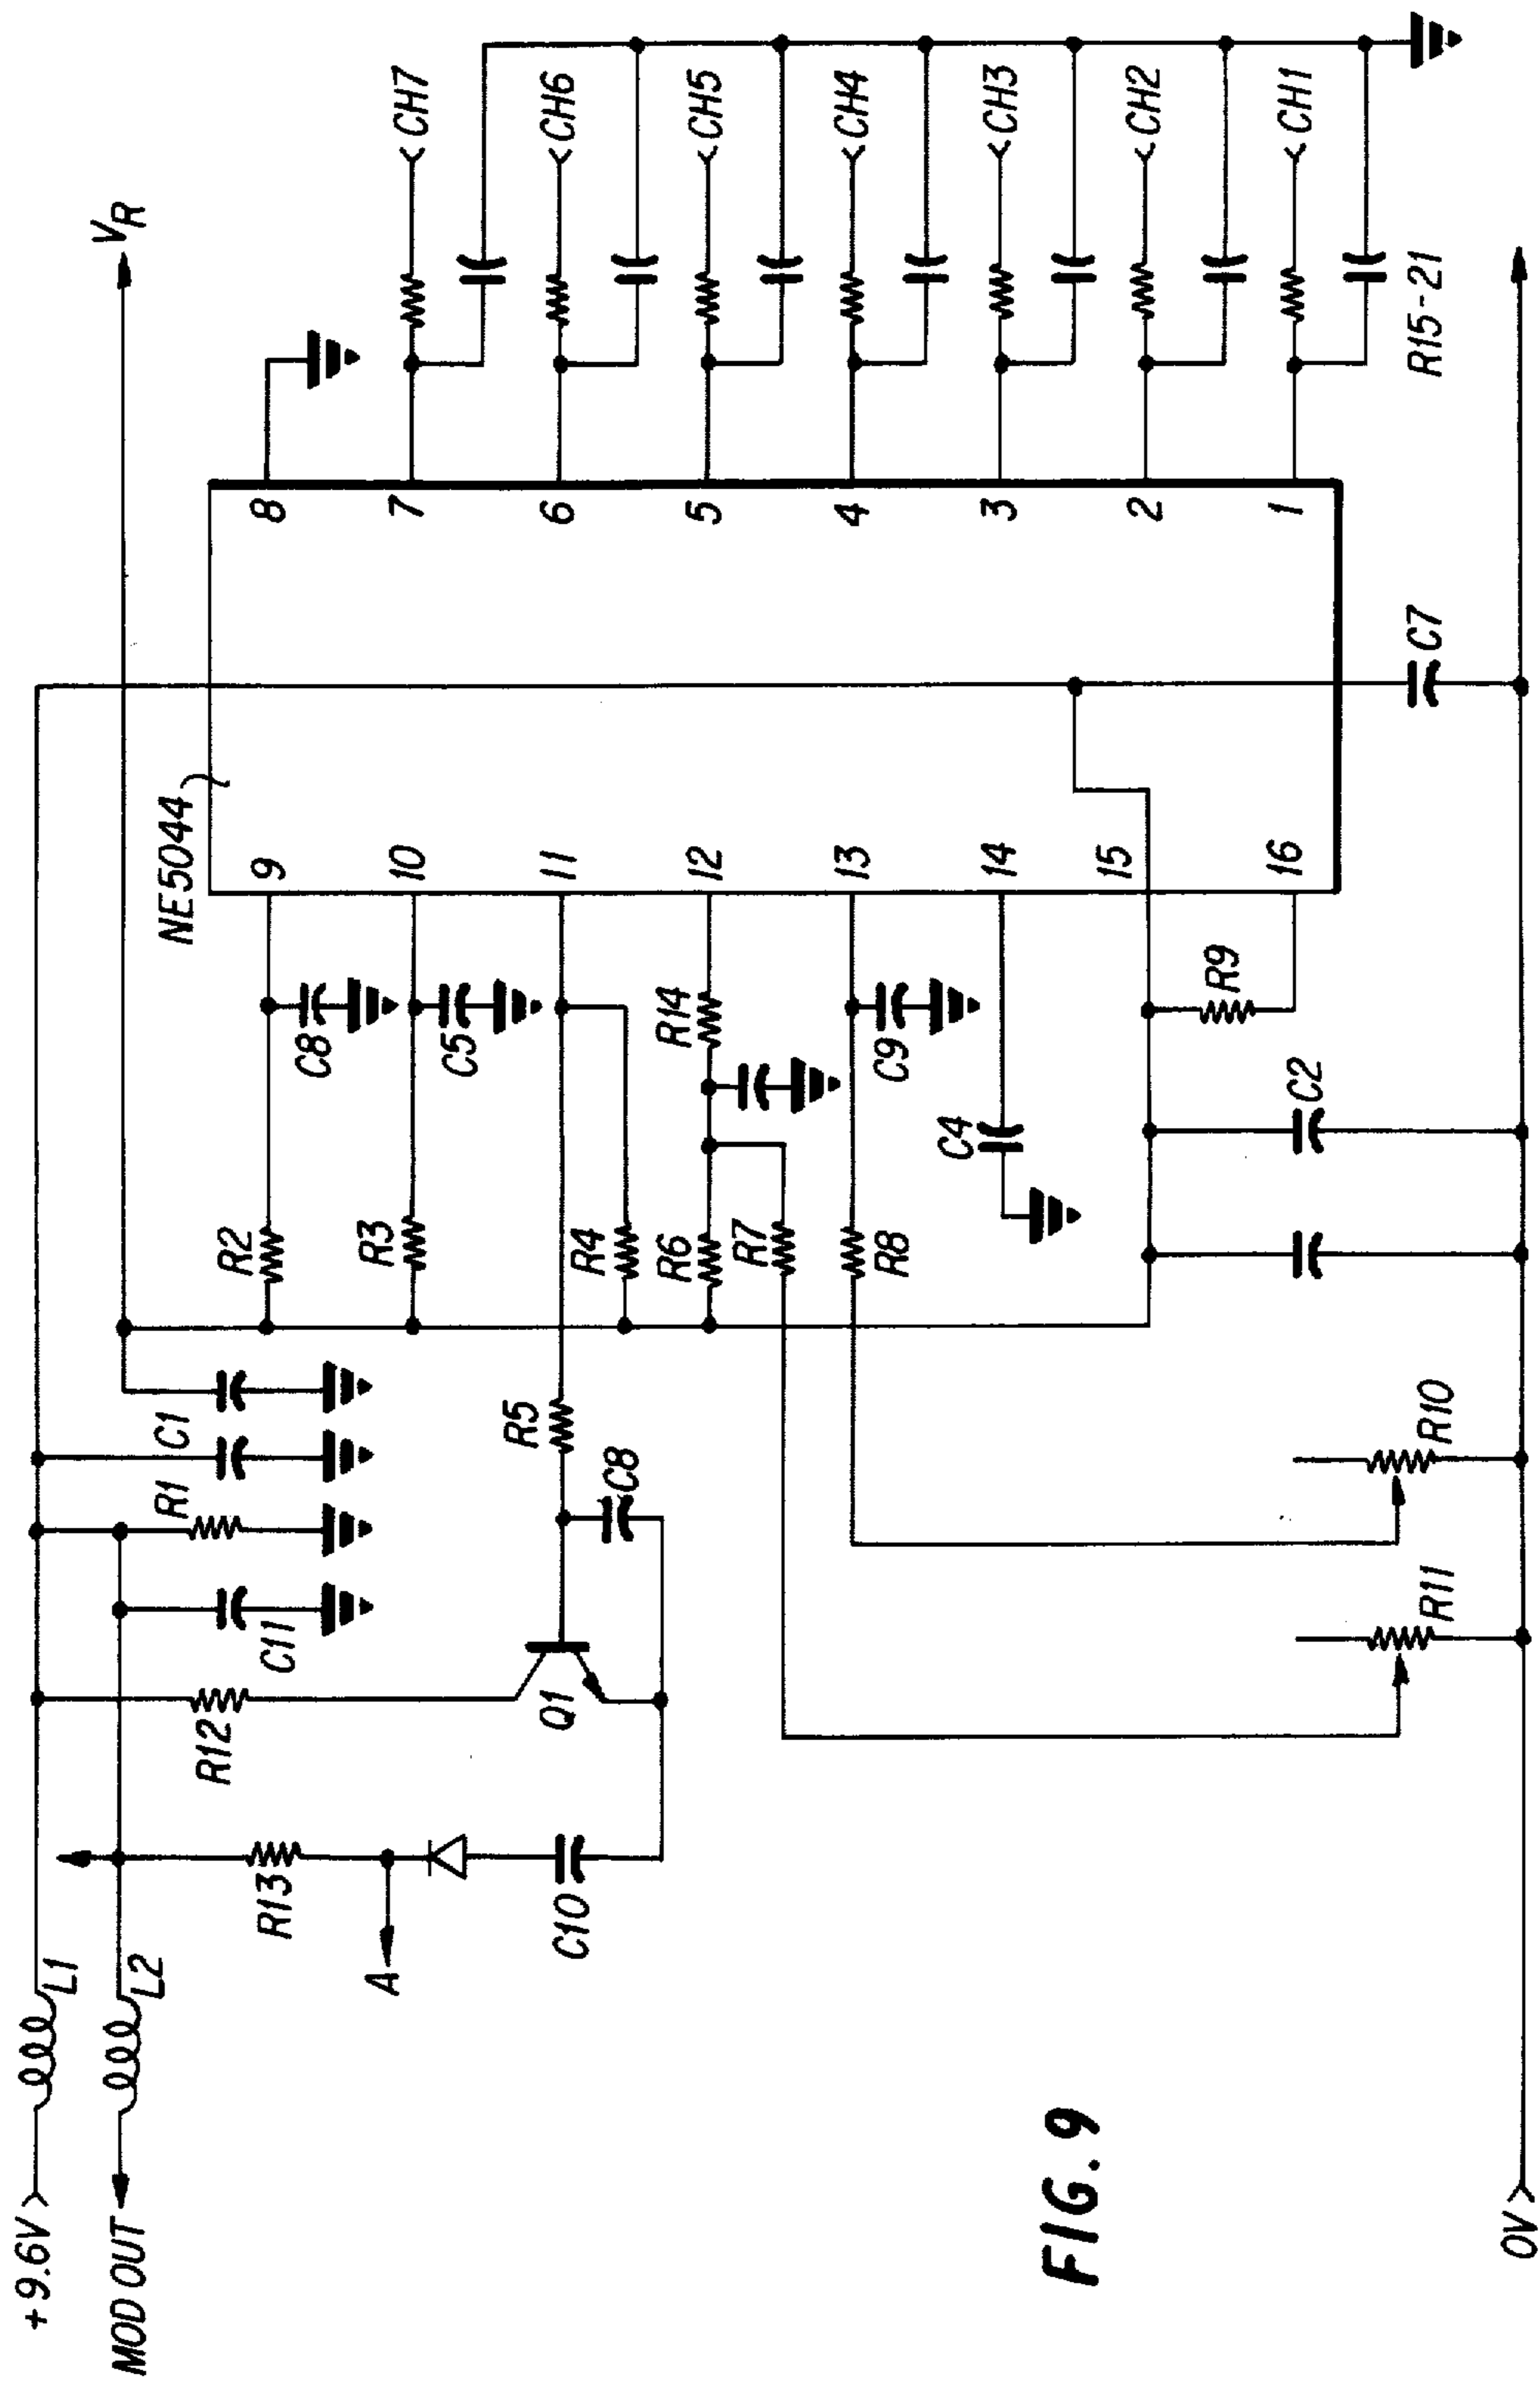 +9.6V
L1
MOD OUT
L2
VR
A
R13
C10
R12
C11
R1
C1
Q1
C8
R5
R2
R3
R4
R6
R7
R8
C8
C5
R14
C9
C4
NE5044
9
10
11
12
13
14
15
16
8
7
6
5
4
3
2
1
CH7
CH6
CH5
CH4
CH3
CH2
CH1
R15-21
R9
C2
C7
R10
R11
0V
FIG. 9